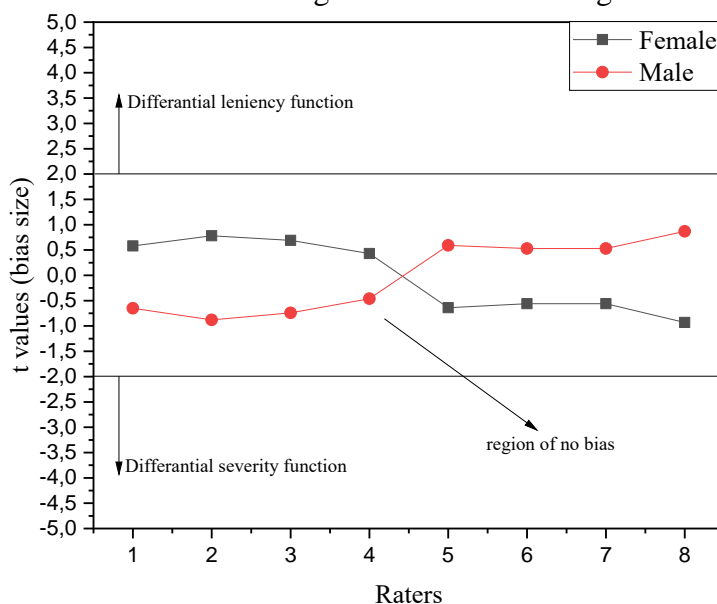 5,0
4,5
4,0
3,5
3,0
2,5
2,0
1,5
1,0
0,5
0,0
-0,5
-1,0
-1,5
-2,0
-2,5
-3,0
-3,5
-4,0
-4,5
-5,0
t values (bias size)
Female
Male
Differantial leniency function
region of no bias
Differantial severity function
1 2 3 4 5 6 7 8
Raters